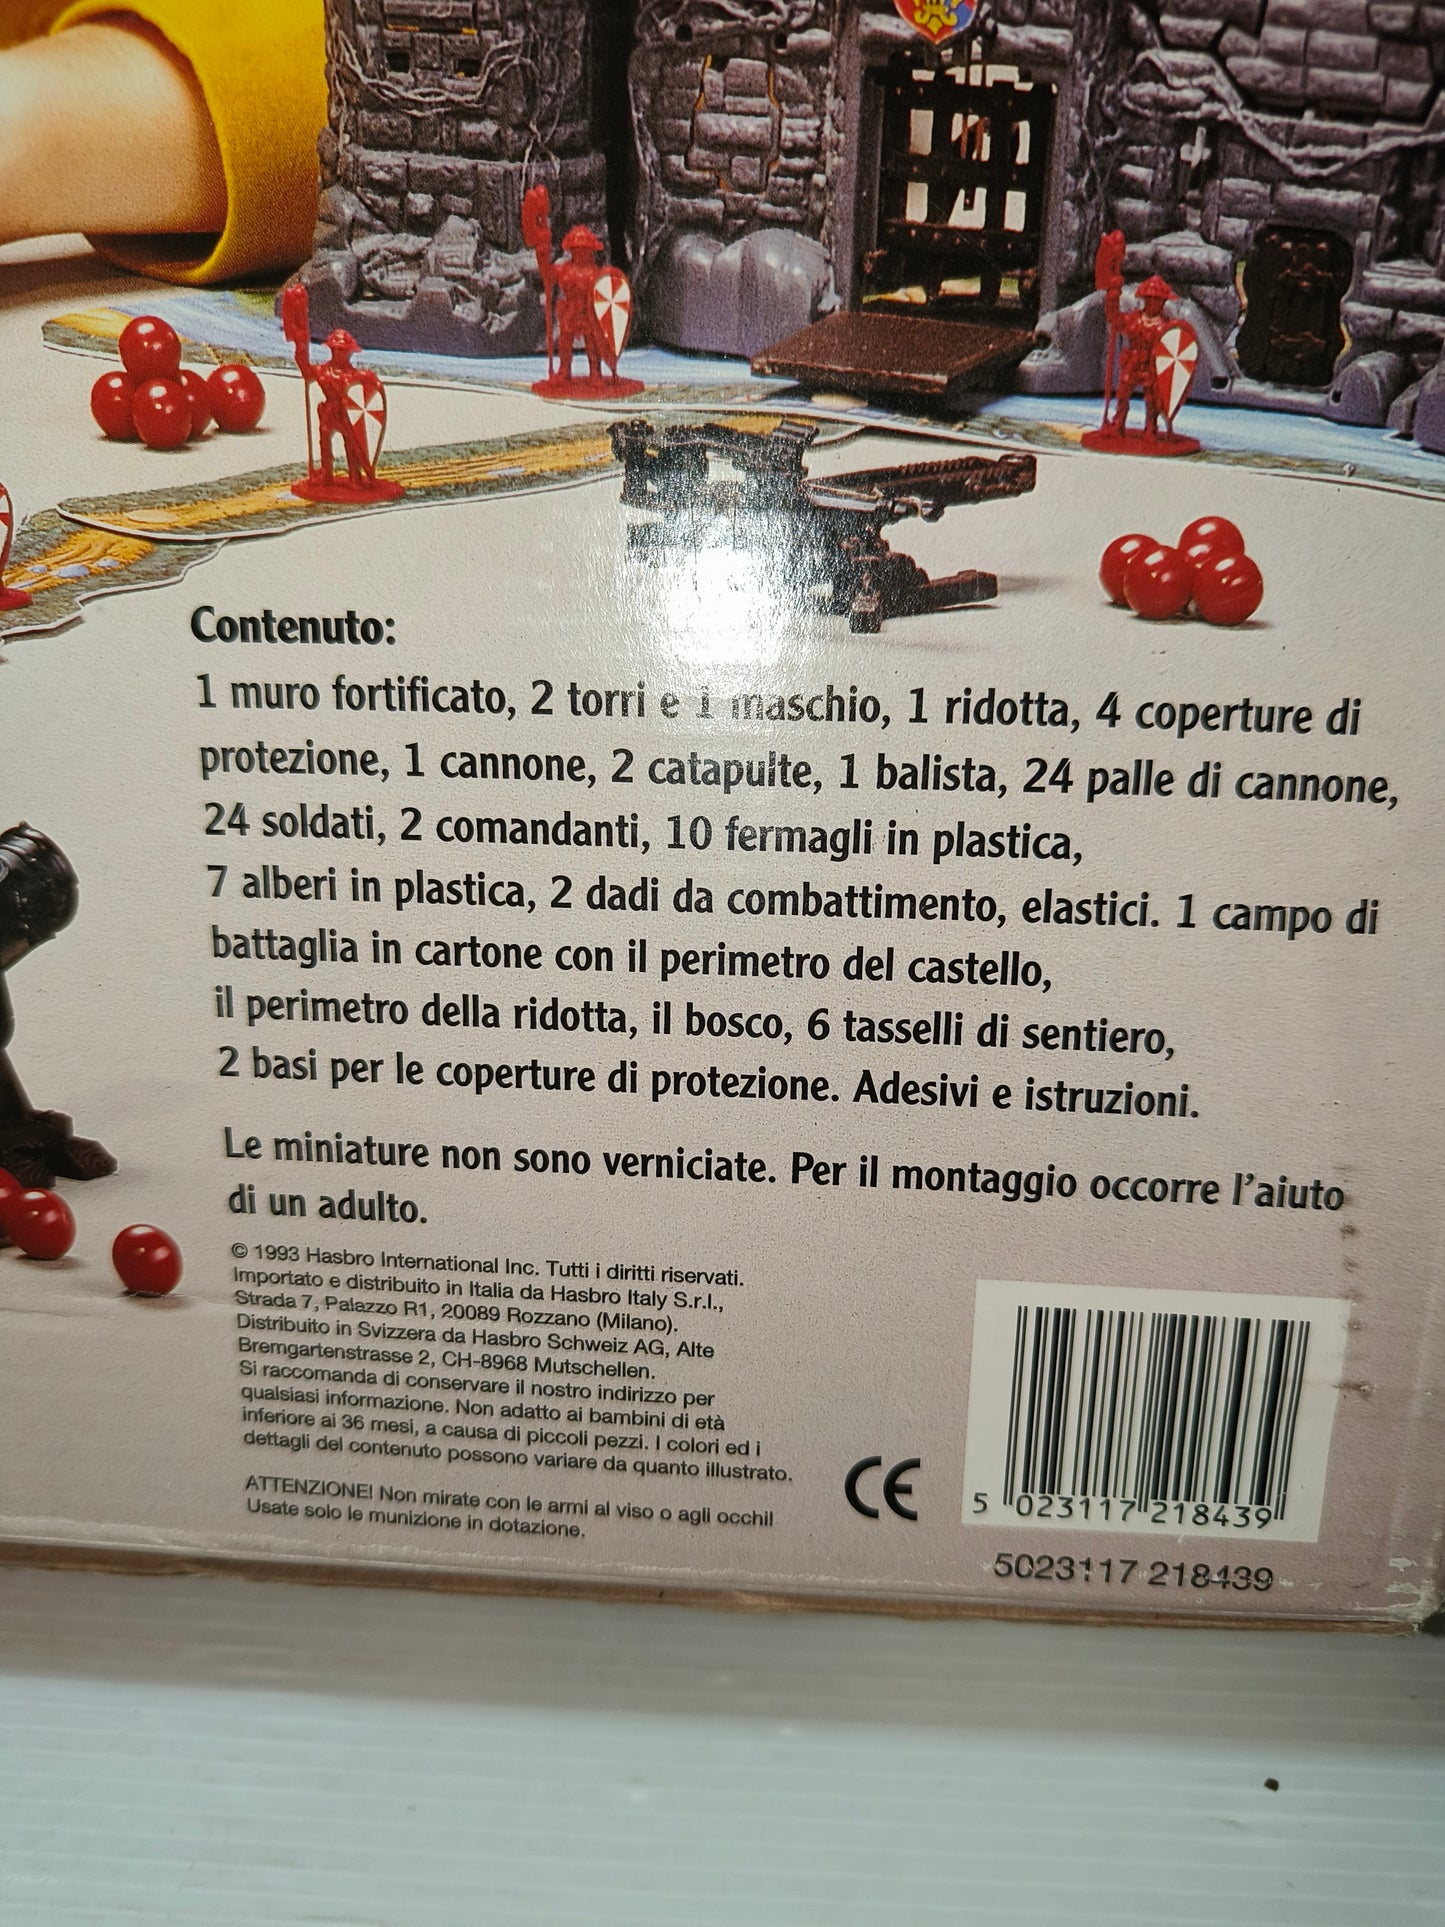 Contenuto:
1 muro fortificato, 2 torri e 1 maschio, 1 ridotta, 4 coperture di
protezione, 1 cannone, 2 catapulte, 1 balista, 24 palle di cannone,
24 soldati, 2 comandanti, 10 fermagli in plastica,
7 alberi in plastica, 2 dadi da combattimento, elastici. 1 campo di
battaglia in cartone con il perimetro del castello,
il perimetro della ridotta, il bosco, 6 tasselli di sentiero,
2 basi per le coperture di protezione. Adesivi e istruzioni.
Le miniature non sono verniciate. Per il montaggio occorre l'aiuto
di un adulto.
© 1993 Hasbro International Inc. Tutti i diritti riservati.
Importato e distribuito in Italia da Hasbro Italy S.r.l.,
Strada 7, Palazzo R1, 20089 Rozzano (Milano).
Distribuito in Svizzera da Hasbro Schweiz AG, Alte
Bremgartenstrasse 2, CH-8968 Mutschellen.
Si raccomanda di conservare il nostro indirizzo per
qualsiasi informazione. Non adatto ai bambini di età
inferiore ai 36 mesi, a causa di piccoli pezzi. I colori ed i
dettagli del contenuto possono variare da quanto illustrato.
ATTENZIONE! Non mirate con le armi al viso o agli occhi!
Usate solo le munizione in dotazione.
CE
5 023117 218439
5023117 218439